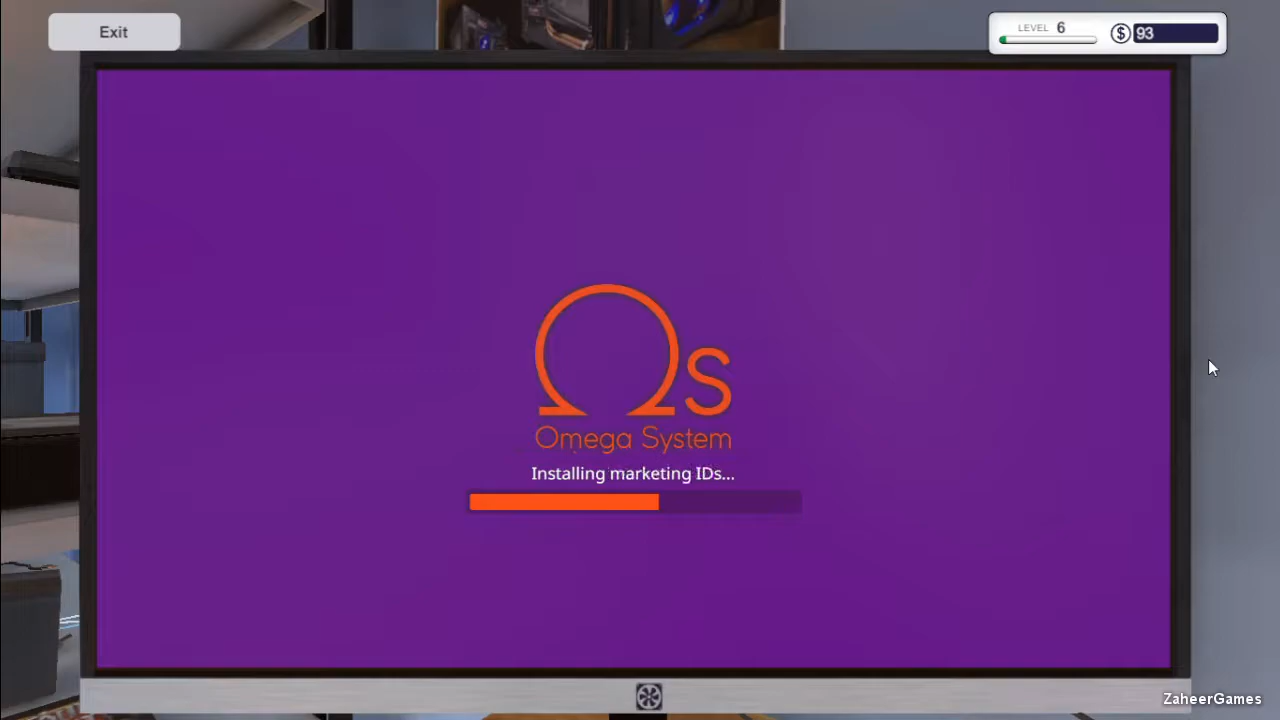 Exit
LEVEL 6
$ 93
Ωs
Omega System
Installing marketing IDs...
ZaheerGames